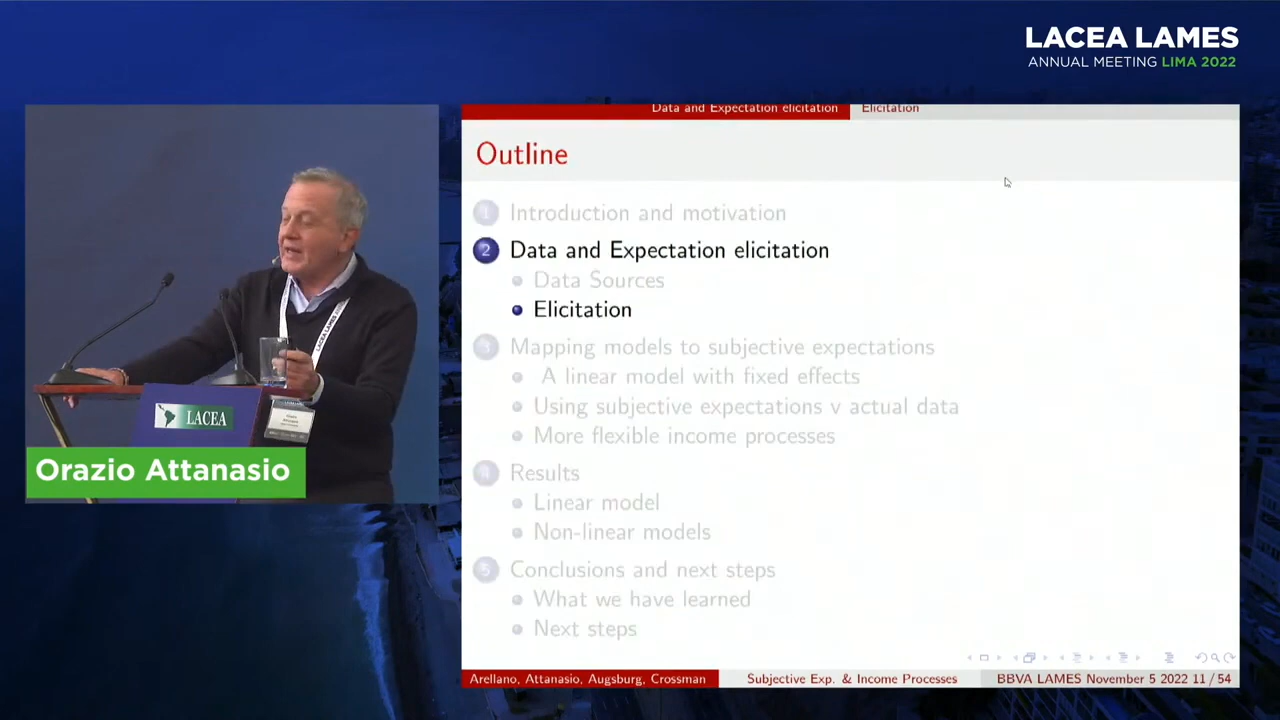 LACEA LAMES
ANNUAL MEETING LIMA 2022
Data and Expectation elicitation
Elicitation
Outline
1 Introduction and motivation
2 Data and Expectation elicitation
Data Sources
Elicitation
3 Mapping models to subjective expectations
A linear model with fixed effects
Using subjective expectations v actual data
More flexible income processes
4 Results
Linear model
Non-linear models
5 Conclusions and next steps
What we have learned
Next steps
Arellano, Attanasio, Augsburg, Crossman
Subjective Exp. & Income Processes
BBVA LAMES November 5 2022 11 / 54
LACEA LAMES
LACEA
Orazio Attanasio